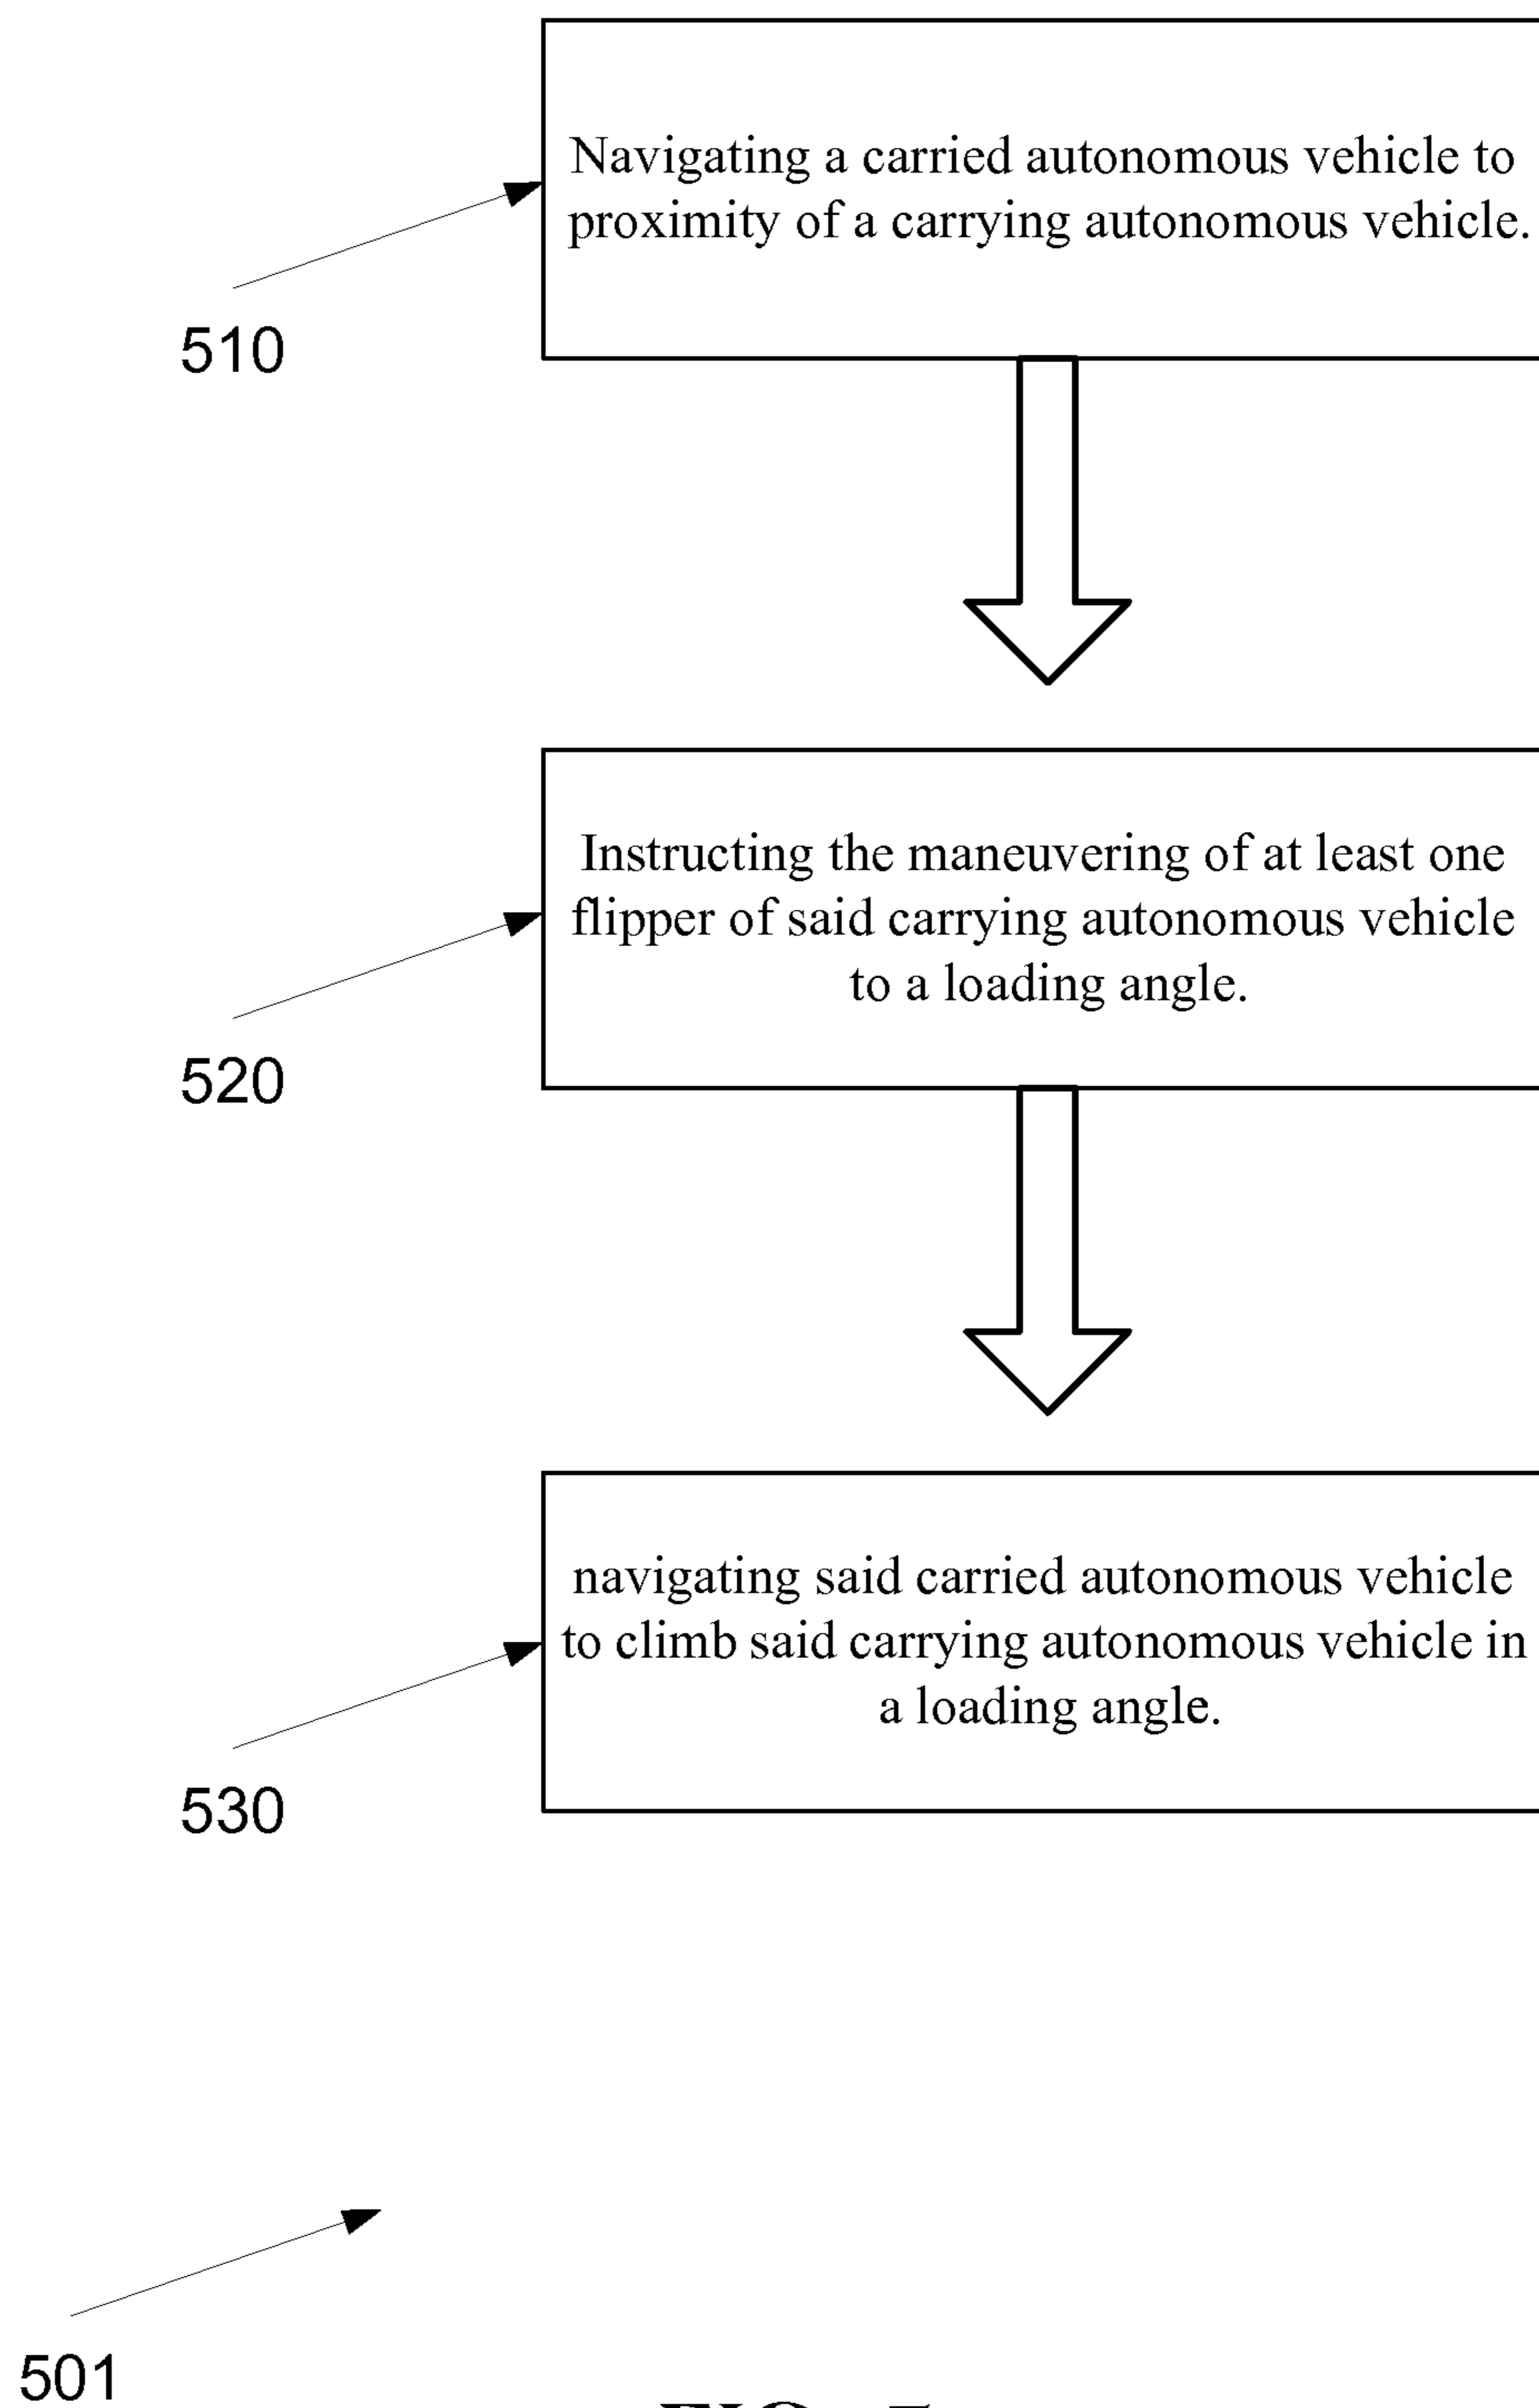 Navigating a carried autonomous vehicle to
proximity of a carrying autonomous vehicle.
510
Instructing the maneuvering of at least one
flipper of said carrying autonomous vehicle
to a loading angle.
520
navigating said carried autonomous vehicle
to climb said carrying autonomous vehicle in
a loading angle.
530
501